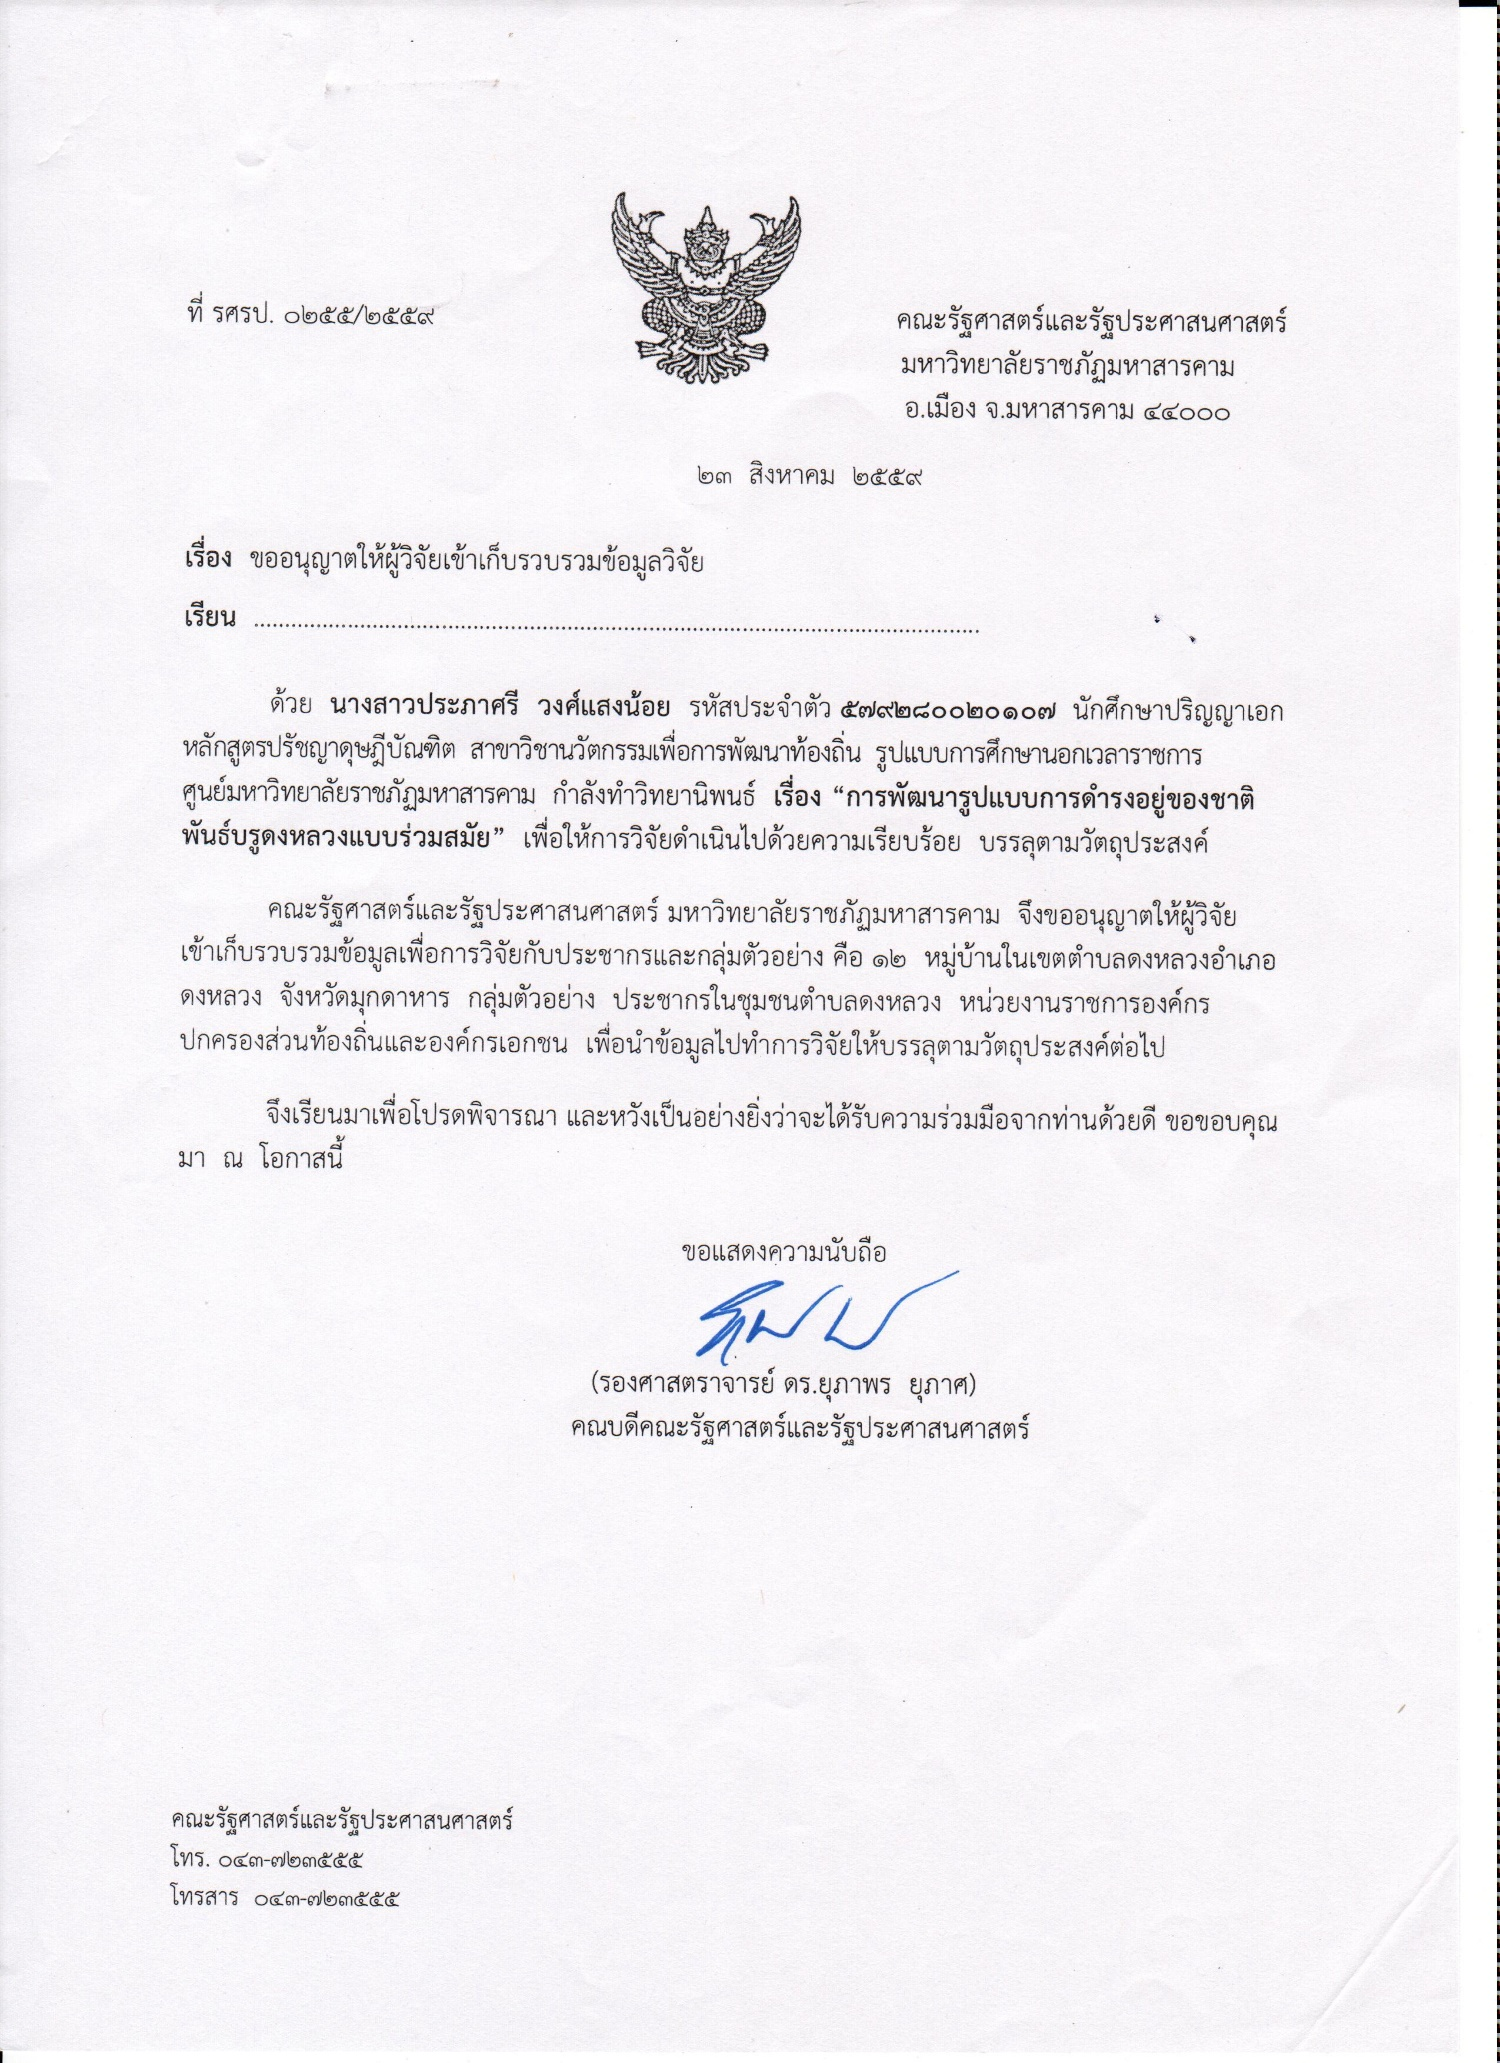 ที่ รศรป. ๐๒๕๕/๒๕๕๙
คณะรัฐศาสตร์และรัฐประศาสนศาสตร์
มหาวิทยาลัยราชภัฏมหาสารคาม
อ.เมือง จ.มหาสารคาม ๔๔๐๐๐
๒๓ สิงหาคม ๒๕๕๙
เรื่อง ขออนุญาตให้ผู้วิจัยเข้าเก็บรวบรวมข้อมูลวิจัย
เรียน ........................................................................................................................
ด้วย นางสาวประภาศรี วงศ์แสงน้อย รหัสประจำตัว ๕๗๙๒๘๐๐๒๐๑๐๗ นักศึกษาปริญญาเอก
หลักสูตรปรัชญาดุษฎีบัณฑิต สาขาวิชานวัตกรรมเพื่อการพัฒนาท้องถิ่น รูปแบบการศึกษานอกเวลาราชการ
ศูนย์มหาวิทยาลัยราชภัฏมหาสารคาม กำลังทำวิทยานิพนธ์ เรื่อง “การพัฒนารูปแบบการดำรงอยู่ของชาติ
พันธ์บรูดงหลวงแบบร่วมสมัย” เพื่อให้การวิจัยดำเนินไปด้วยความเรียบร้อย บรรลุตามวัตถุประสงค์
คณะรัฐศาสตร์และรัฐประศาสนศาสตร์ มหาวิทยาลัยราชภัฏมหาสารคาม จึงขออนุญาตให้ผู้วิจัย
เข้าเก็บรวบรวมข้อมูลเพื่อการวิจัยกับประชากรและกลุ่มตัวอย่าง คือ ๑๒ หมู่บ้านในเขตตำบลดงหลวงอำเภอ
ดงหลวง จังหวัดมุกดาหาร กลุ่มตัวอย่าง ประชากรในชุมชนตำบลดงหลวง หน่วยงานราชการองค์กร
ปกครองส่วนท้องถิ่นและองค์กรเอกชน เพื่อนำข้อมูลไปทำการวิจัยให้บรรลุตามวัตถุประสงค์ต่อไป
จึงเรียนมาเพื่อโปรดพิจารณา และหวังเป็นอย่างยิ่งว่าจะได้รับความร่วมมือจากท่านด้วยดี ขอขอบคุณ
มา ณ โอกาสนี้
ขอแสดงความนับถือ
(รองศาสตราจารย์ ดร.ยุภาพร ยุภาศ)
คณบดีคณะรัฐศาสตร์และรัฐประศาสนศาสตร์
คณะรัฐศาสตร์และรัฐประศาสนศาสตร์
โทร. ๐๔๓-๗๒๓๕๕๕
โทรสาร ๐๔๓-๗๒๓๕๕๕